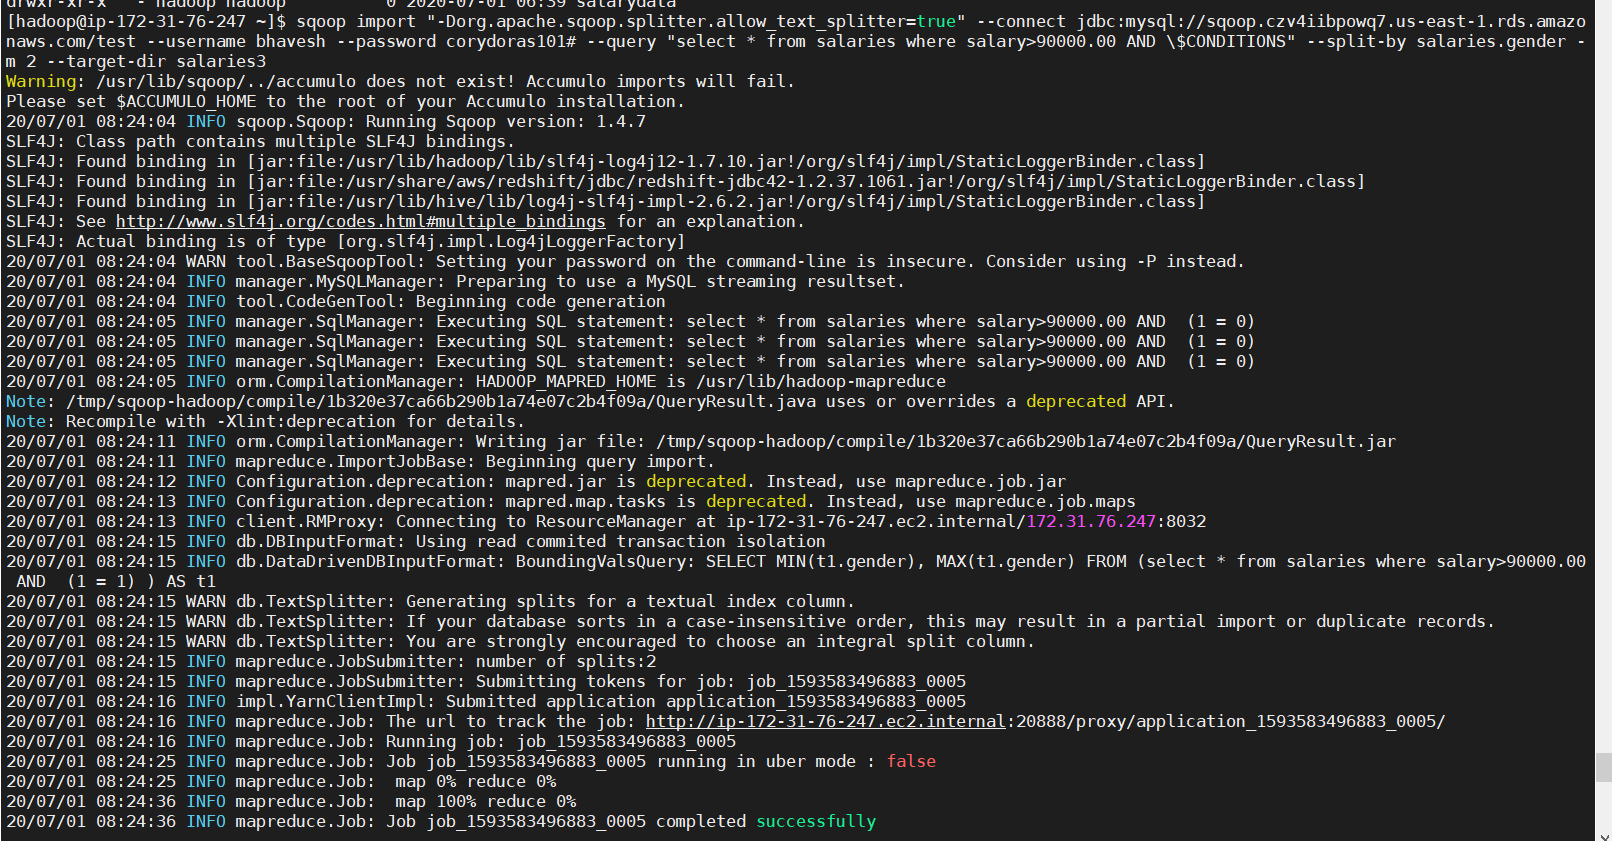 drwxr-xr-x   - hadoop hadoop          0 2020-07-01 06:39 salarydata
[hadoop@ip-172-31-76-247 ~]$ sqoop import "-Dorg.apache.sqoop.splitter.allow_text_splitter=true" --connect jdbc:mysql://sqoop.czv4iibpowq7.us-east-1.rds.amazo
naws.com/test --username bhavesh --password corydoras101# --query "select * from salaries where salary>90000.00 AND \$CONDITIONS" --split-by salaries.gender -
m 2 --target-dir salaries3
Warning: /usr/lib/sqoop/../accumulo does not exist! Accumulo imports will fail.
Please set $ACCUMULO_HOME to the root of your Accumulo installation.
20/07/01 08:24:04 INFO sqoop.Sqoop: Running Sqoop version: 1.4.7
SLF4J: Class path contains multiple SLF4J bindings.
SLF4J: Found binding in [jar:file:/usr/lib/hadoop/lib/slf4j-log4j12-1.7.10.jar!/org/slf4j/impl/StaticLoggerBinder.class]
SLF4J: Found binding in [jar:file:/usr/share/aws/redshift/jdbc/redshift-jdbc42-1.2.37.1061.jar!/org/slf4j/impl/StaticLoggerBinder.class]
SLF4J: Found binding in [jar:file:/usr/lib/hive/lib/log4j-slf4j-impl-2.6.2.jar!/org/slf4j/impl/StaticLoggerBinder.class]
SLF4J: See http://www.slf4j.org/codes.html#multiple_bindings for an explanation.
SLF4J: Actual binding is of type [org.slf4j.impl.Log4jLoggerFactory]
20/07/01 08:24:04 WARN tool.BaseSqoopTool: Setting your password on the command-line is insecure. Consider using -P instead.
20/07/01 08:24:04 INFO manager.MySQLManager: Preparing to use a MySQL streaming resultset.
20/07/01 08:24:04 INFO tool.CodeGenTool: Beginning code generation
20/07/01 08:24:05 INFO manager.SqlManager: Executing SQL statement: select * from salaries where salary>90000.00 AND  (1 = 0)
20/07/01 08:24:05 INFO manager.SqlManager: Executing SQL statement: select * from salaries where salary>90000.00 AND  (1 = 0)
20/07/01 08:24:05 INFO manager.SqlManager: Executing SQL statement: select * from salaries where salary>90000.00 AND  (1 = 0)
20/07/01 08:24:05 INFO orm.CompilationManager: HADOOP_MAPRED_HOME is /usr/lib/hadoop-mapreduce
Note: /tmp/sqoop-hadoop/compile/1b320e37ca66b290b1a74e07c2b4f09a/QueryResult.java uses or overrides a deprecated API.
Note: Recompile with -Xlint:deprecation for details.
20/07/01 08:24:11 INFO orm.CompilationManager: Writing jar file: /tmp/sqoop-hadoop/compile/1b320e37ca66b290b1a74e07c2b4f09a/QueryResult.jar
20/07/01 08:24:11 INFO mapreduce.ImportJobBase: Beginning query import.
20/07/01 08:24:12 INFO Configuration.deprecation: mapred.jar is deprecated. Instead, use mapreduce.job.jar
20/07/01 08:24:13 INFO Configuration.deprecation: mapred.map.tasks is deprecated. Instead, use mapreduce.job.maps
20/07/01 08:24:13 INFO client.RMProxy: Connecting to ResourceManager at ip-172-31-76-247.ec2.internal/172.31.76.247:8032
20/07/01 08:24:15 INFO db.DBInputFormat: Using read commited transaction isolation
20/07/01 08:24:15 INFO db.DataDrivenDBInputFormat: BoundingValsQuery: SELECT MIN(t1.gender), MAX(t1.gender) FROM (select * from salaries where salary>90000.00
 AND  (1 = 1) ) AS t1
20/07/01 08:24:15 WARN db.TextSplitter: Generating splits for a textual index column.
20/07/01 08:24:15 WARN db.TextSplitter: If your database sorts in a case-insensitive order, this may result in a partial import or duplicate records.
20/07/01 08:24:15 WARN db.TextSplitter: You are strongly encouraged to choose an integral split column.
20/07/01 08:24:15 INFO mapreduce.JobSubmitter: number of splits:2
20/07/01 08:24:15 INFO mapreduce.JobSubmitter: Submitting tokens for job: job_1593583496883_0005
20/07/01 08:24:16 INFO impl.YarnClientImpl: Submitted application application_1593583496883_0005
20/07/01 08:24:16 INFO mapreduce.Job: The url to track the job: http://ip-172-31-76-247.ec2.internal:20888/proxy/application_1593583496883_0005/
20/07/01 08:24:16 INFO mapreduce.Job: Running job: job_1593583496883_0005
20/07/01 08:24:25 INFO mapreduce.Job: Job job_1593583496883_0005 running in uber mode : false
20/07/01 08:24:25 INFO mapreduce.Job:  map 0% reduce 0%
20/07/01 08:24:36 INFO mapreduce.Job:  map 100% reduce 0%
20/07/01 08:24:36 INFO mapreduce.Job: Job job_1593583496883_0005 completed successfully